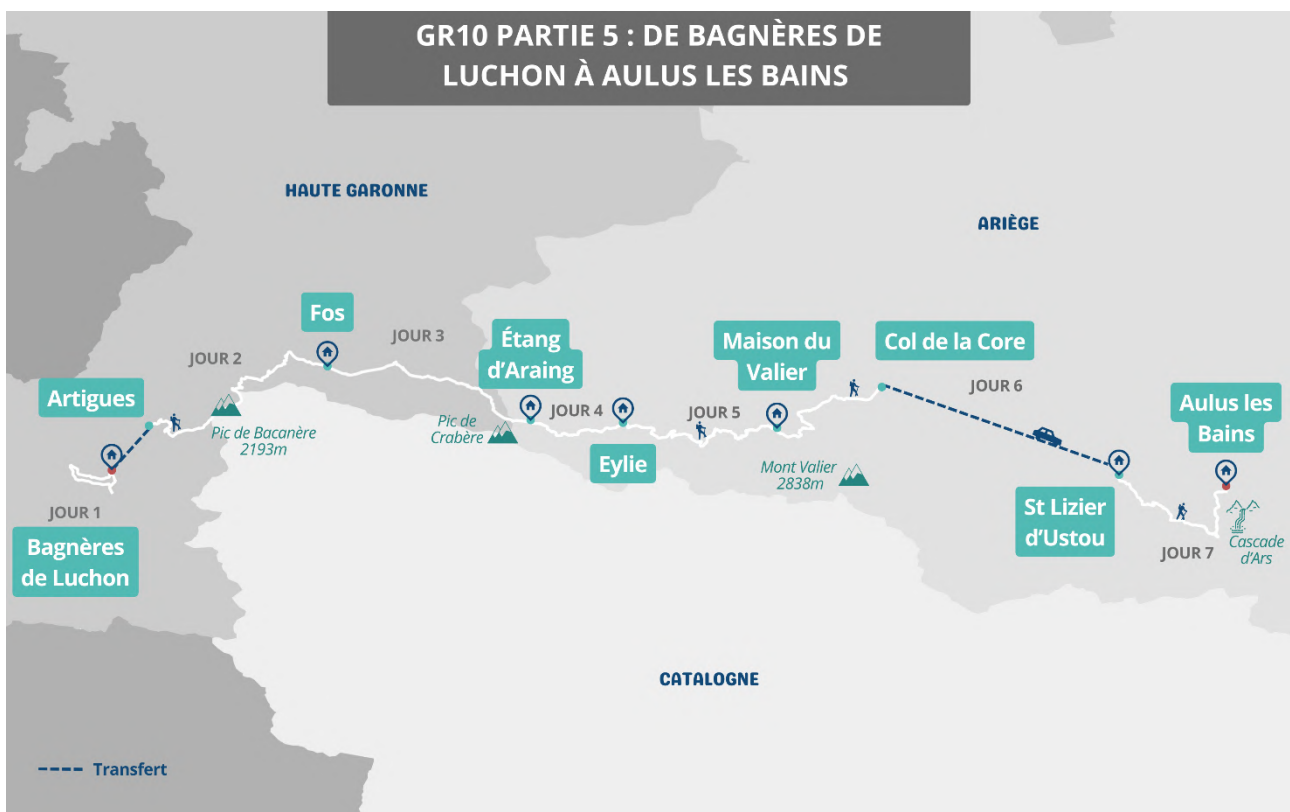 GR10 PARTIE 5 : DE BAGNÈRES DE
LUCHON À AULUS LES BAINS
HAUTE GARONNE
ARIÈGE
Fos
JOUR 3
JOUR 2
Étang
d'Araing
Maison du
Valier
Col de la Core
JOUR 6
Artigues
Pic de Bacanère
2193m
Pic de
Crabère
JOUR 4
JOUR 5
Aulus les
Bains
Eylie
Mont Valier
2838m
JOUR 1
Bagnères
de Luchon
St Lizier
d'Ustou
JOUR 7
Cascade
d'Ars
CATALOGNE
Transfert